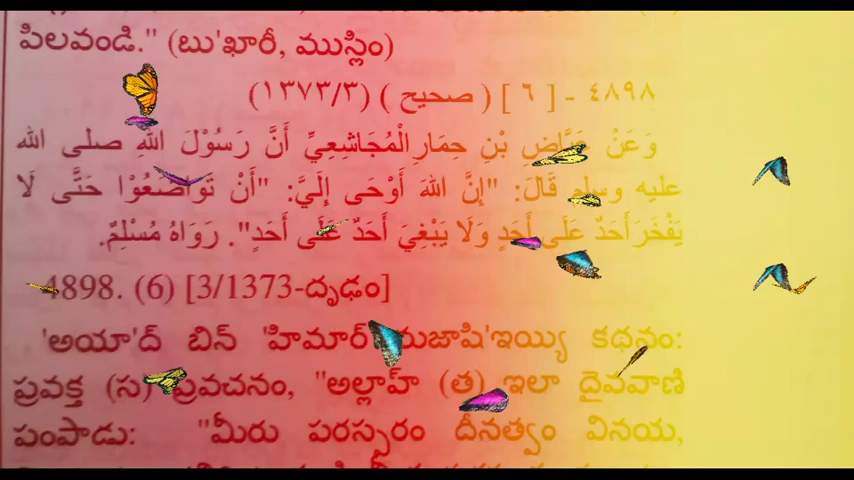 పిలవండి." (బు'ఖారీ, ముస్లిం)
٤٨٩٨ - [ ٦ ] ( صحيح ) (١٣٧٣/٣)
وَعَنْ عَيَّاضِ بْنِ حِمَارِ الْمُجَاشِعِيِّ أَنَّ رَسُوْلَ اللهِ صلى الله
عليه وسلم قَالَ: "إِنَّ اللهَ أَوْحَى إِلَيَّ: "أَنْ تَوَاضَعُوْا حَتَّى لَا
يَفْخَرَ أَحَدٌ عَلَى أَحَدٍ وَلَا يَبْغِيَ أَحَدٌ عَلَى أَحَدٍ". رَوَاهُ مُسْلِمٌ.
4898. (6) [3/1373-దృఢం]
'అయా'ద్ బిన్ 'హిమార్ ముజాషి'ఇయ్యి కథనం:
ప్రవక్త (స) ప్రవచనం, "అల్లాహ్ (త) ఇలా దైవవాణి
పంపాడు: "మీరు పరస్పరం దీనత్వం వినయ,